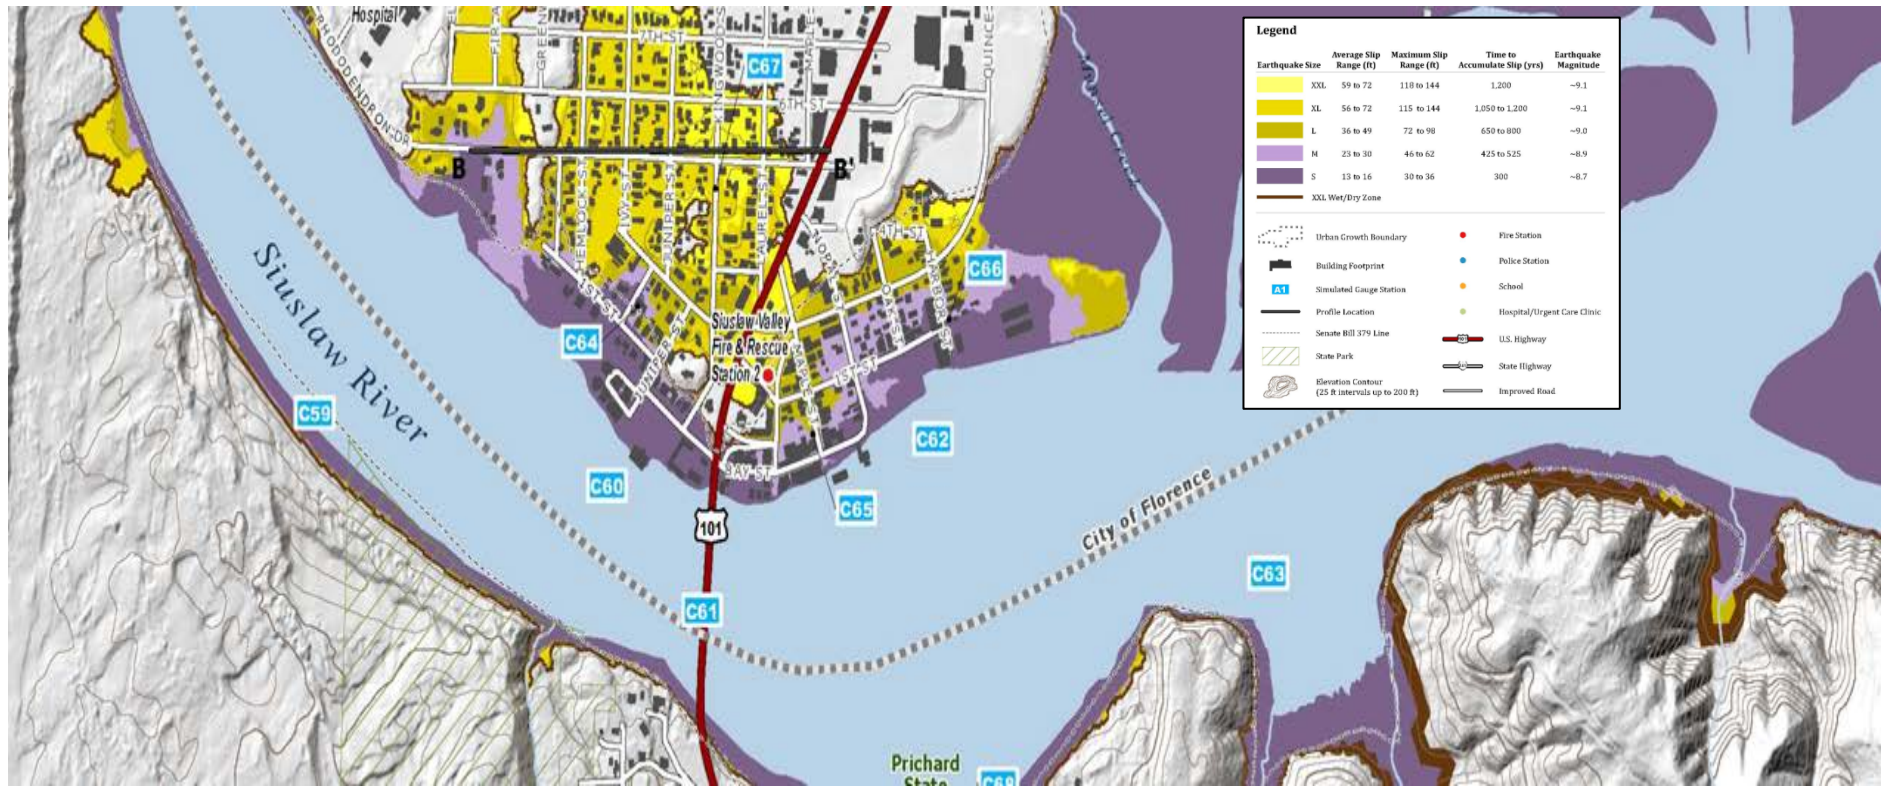 Hospital
RHODODENDRON DR
7TH ST
KINGWOOD S
MAPLE
QUINCE
C67
6TH ST
B
B'
HEMLOCK ST
IVY ST
JUNIPER ST
LAUREL ST
4TH ST
HARBOR ST
OAK ST
C66
1ST ST
Siuslaw River
C64
Siuslaw Valley
Fire & Rescue
Station 2
JUNIPER ST
MAPLE ST
1ST ST
C59
C62
BAY ST
C60
C65
101
City of Florence
C63
C61
Prichard
State
C68
Legend
Earthquake Size Average Slip Range (ft) Maximum Slip Range (ft) Time to Accumulate Slip (yrs) Earthquake Magnitude
XXL 59 to 72 118 to 144 1,200 ~9.1
XL 56 to 72 115 to 144 1,050 to 1,200 ~9.1
L 36 to 49 72 to 98 650 to 800 ~9.0
M 23 to 30 46 to 62 425 to 525 ~8.9
S 13 to 16 30 to 36 300 ~8.7
XXL Wet/Dry Zone
Urban Growth Boundary
Building Footprint
A1 Simulated Gauge Station
Profile Location
Senate Bill 379 Line
State Park
Elevation Contour
(25 ft intervals up to 200 ft)
Fire Station
Police Station
School
Hospital/Urgent Care Clinic
101 U.S. Highway
State Highway
Improved Road